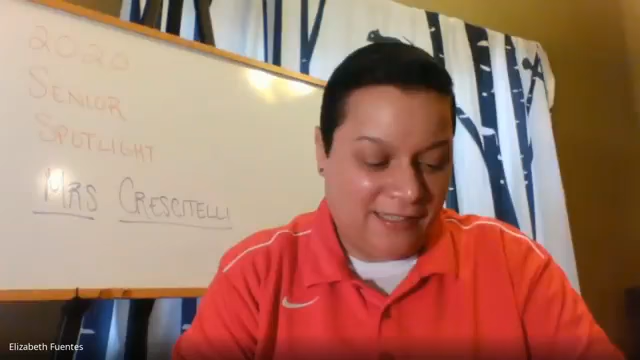 2020
SENIOR
SPOTLIGHT
MRS CRESCITELLI
Elizabeth Fuentes